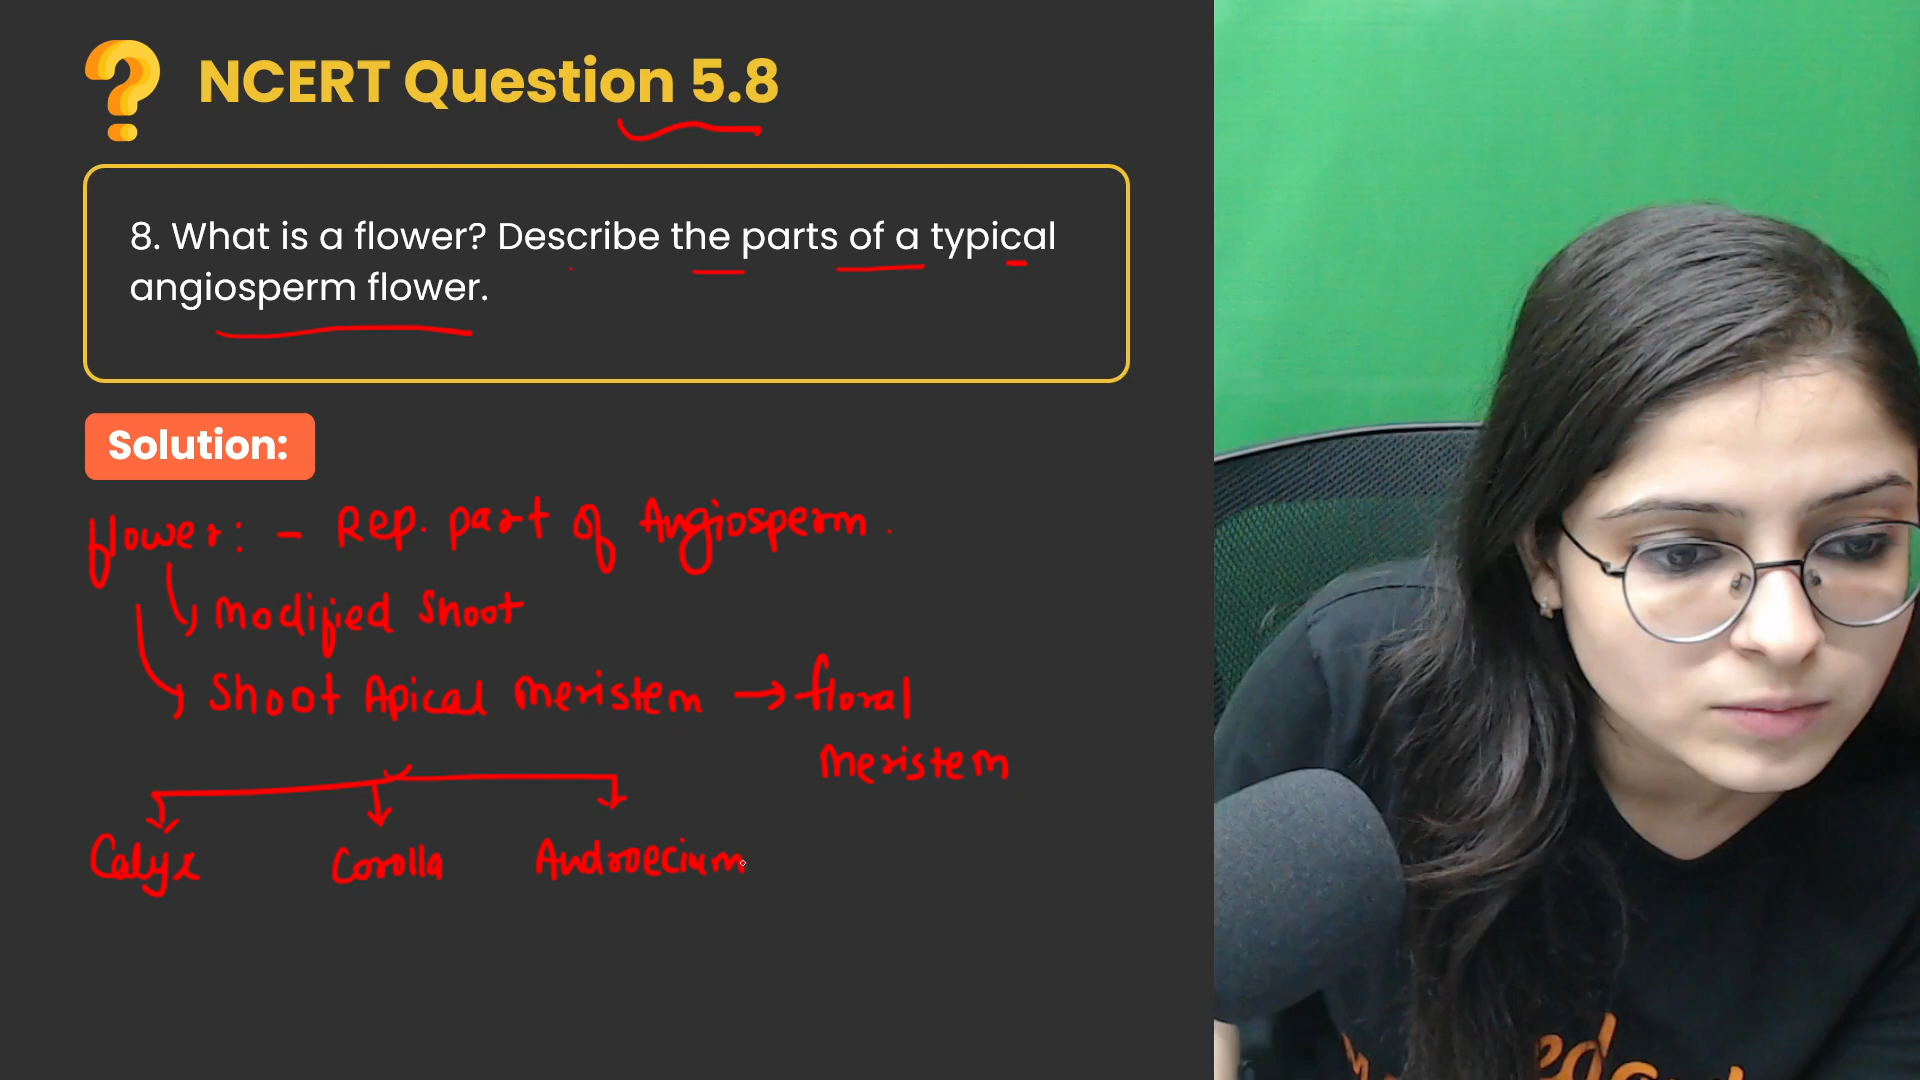 NCERT Question 5.8
8. What is a flower? Describe the parts of a typical
angiosperm flower.
Solution:
flower: - Rep. part of Angiosperm.
Modified Shoot
Shoot Apical Meristem → floral
Meristem
Calyx Corolla Androecium